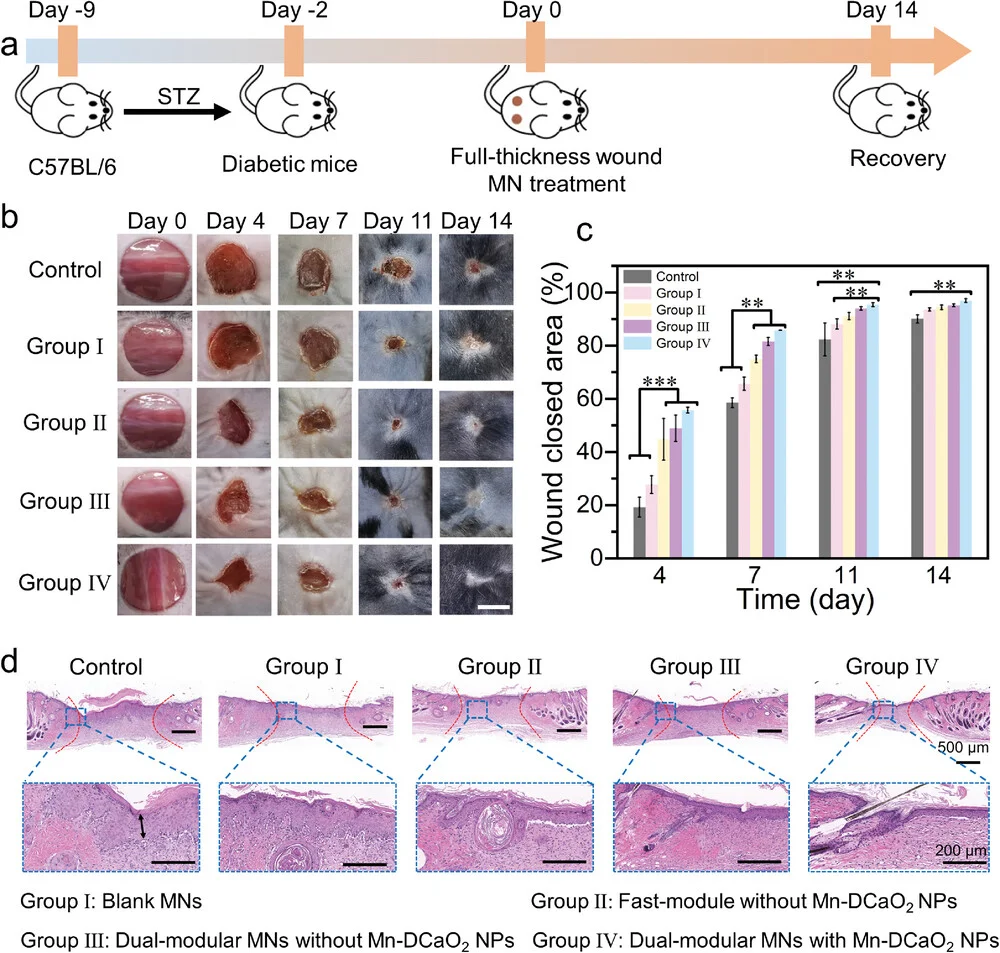 Day -9 Day -2 Day 0 Day 14
a
STZ
C57BL/6
Diabetic mice
Full-thickness wound
MN treatment
Recovery
b
Day 0 Day 4 Day 7 Day 11 Day 14
Control
Group I
Group II
Group III
Group IV
c
Wound closed area (%)
100
80
60
40
20
0
Control
Group I
Group II
Group III
Group IV
***
**
**
**
**
4 7 11 14
Time (day)
d
Control Group I Group II Group III Group IV
500 μm
200 μm
Group I: Blank MNs
Group II: Fast-module without Mn-DCaO₂ NPs
Group III: Dual-modular MNs without Mn-DCaO₂ NPs
Group IV: Dual-modular MNs with Mn-DCaO₂ NPs